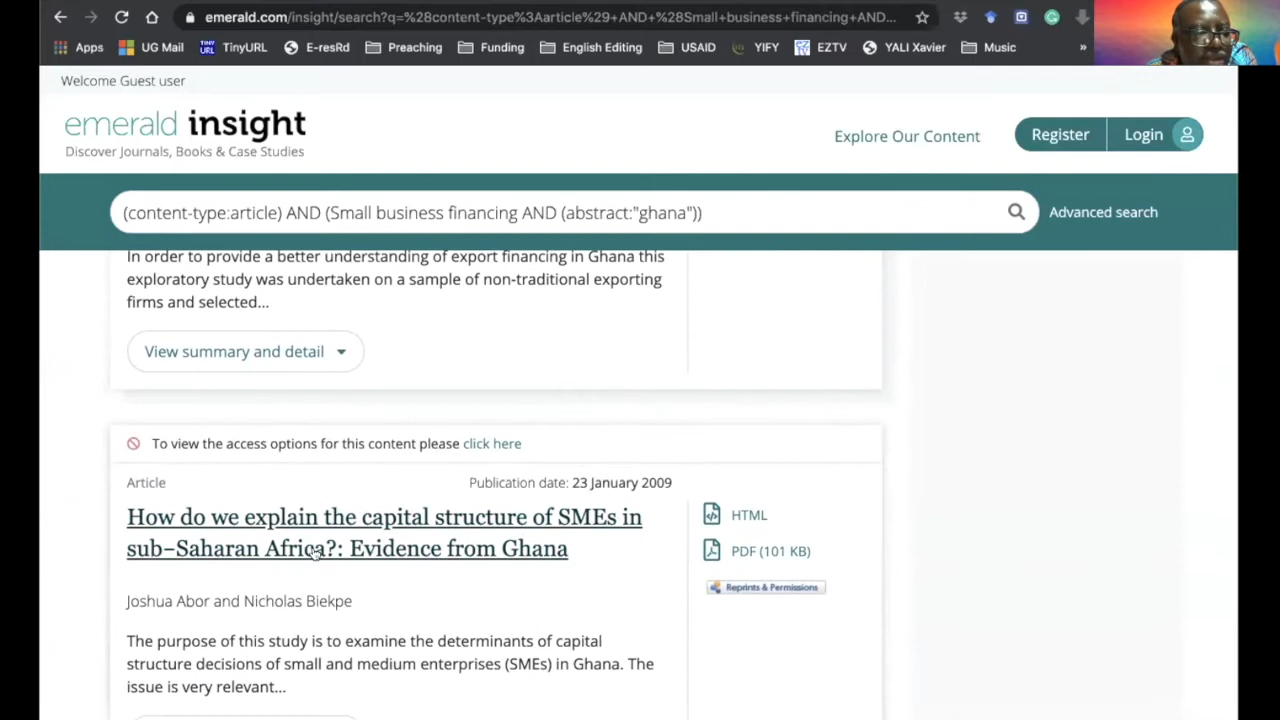 emerald.com/insight/search?q=%28content-type%3Aarticle%29+AND+%28Small+business+financing+AND...
Apps UG Mail TinyURL E-resRd Preaching Funding English Editing USAID YIFY EZTV YALI Xavier Music »
Welcome Guest user
emerald insight
Discover Journals, Books & Case Studies
Explore Our Content
Register
Login
(content-type:article) AND (Small business financing AND (abstract:"ghana"))
Advanced search
In order to provide a better understanding of export financing in Ghana this
exploratory study was undertaken on a sample of non-traditional exporting
firms and selected...
View summary and detail
To view the access options for this content please click here
Article
Publication date: 23 January 2009
How do we explain the capital structure of SMEs in
sub–Saharan Africa?: Evidence from Ghana
HTML
PDF (101 KB)
Reprints & Permissions
Joshua Abor and Nicholas Biekpe
The purpose of this study is to examine the determinants of capital
structure decisions of small and medium enterprises (SMEs) in Ghana. The
issue is very relevant...